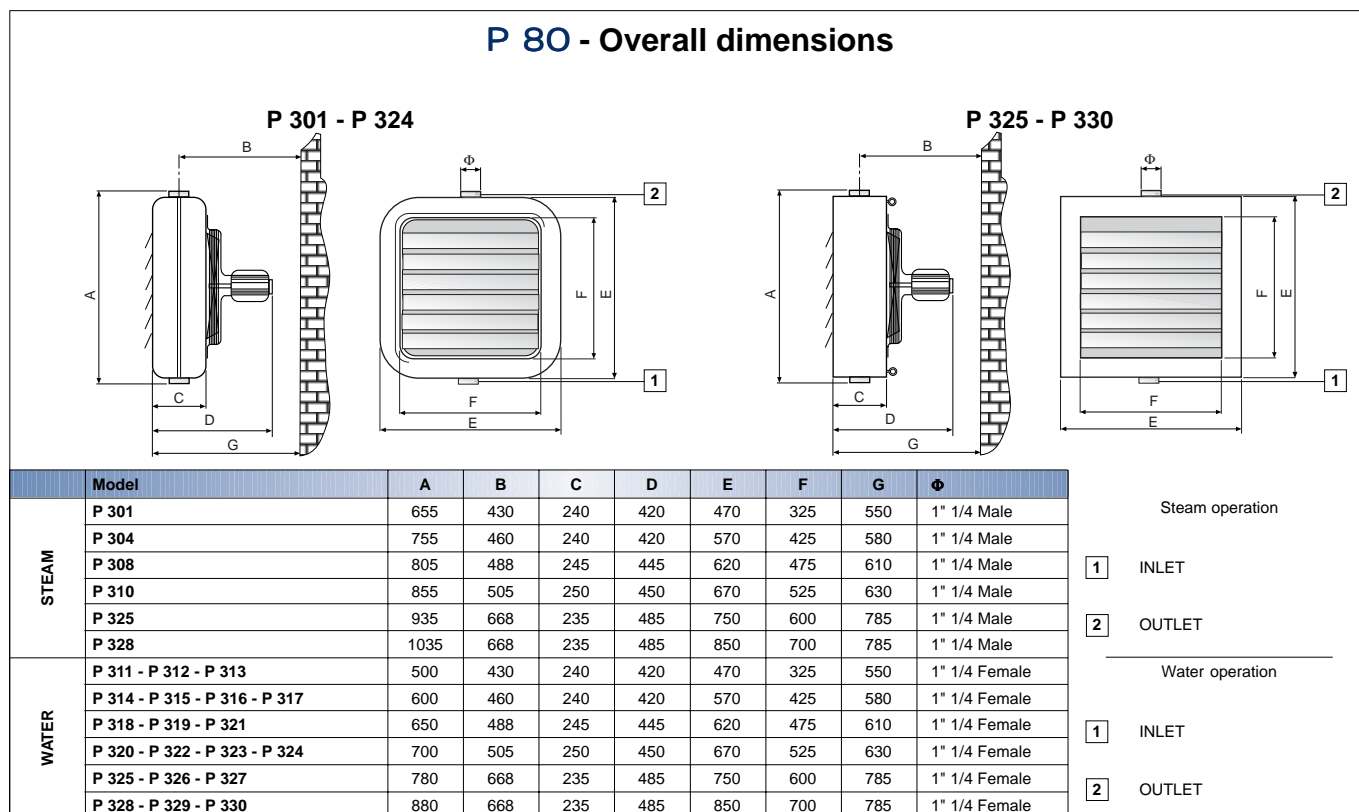 P 80 - Overall dimensions
P 301 - P 324
P 325 - P 330
B
Φ
2
A
F
E
C
D
G
F
E
1
B
Φ
2
A
F
E
C
D
G
F
E
1
Model A B C D E F G Φ
STEAM
P 301 655 430 240 420 470 325 550 1" 1/4 Male
P 304 755 460 240 420 570 425 580 1" 1/4 Male
P 308 805 488 245 445 620 475 610 1" 1/4 Male
P 310 855 505 250 450 670 525 630 1" 1/4 Male
P 325 935 668 235 485 750 600 785 1" 1/4 Male
P 328 1035 668 235 485 850 700 785 1" 1/4 Male
WATER
P 311 - P 312 - P 313 500 430 240 420 470 325 550 1" 1/4 Female
P 314 - P 315 - P 316 - P 317 600 460 240 420 570 425 580 1" 1/4 Female
P 318 - P 319 - P 321 650 488 245 445 620 475 610 1" 1/4 Female
P 320 - P 322 - P 323 - P 324 700 505 250 450 670 525 630 1" 1/4 Female
P 325 - P 326 - P 327 780 668 235 485 750 600 785 1" 1/4 Female
P 328 - P 329 - P 330 880 668 235 485 850 700 785 1" 1/4 Female
Steam operation
1 INLET
2 OUTLET
Water operation
1 INLET
2 OUTLET